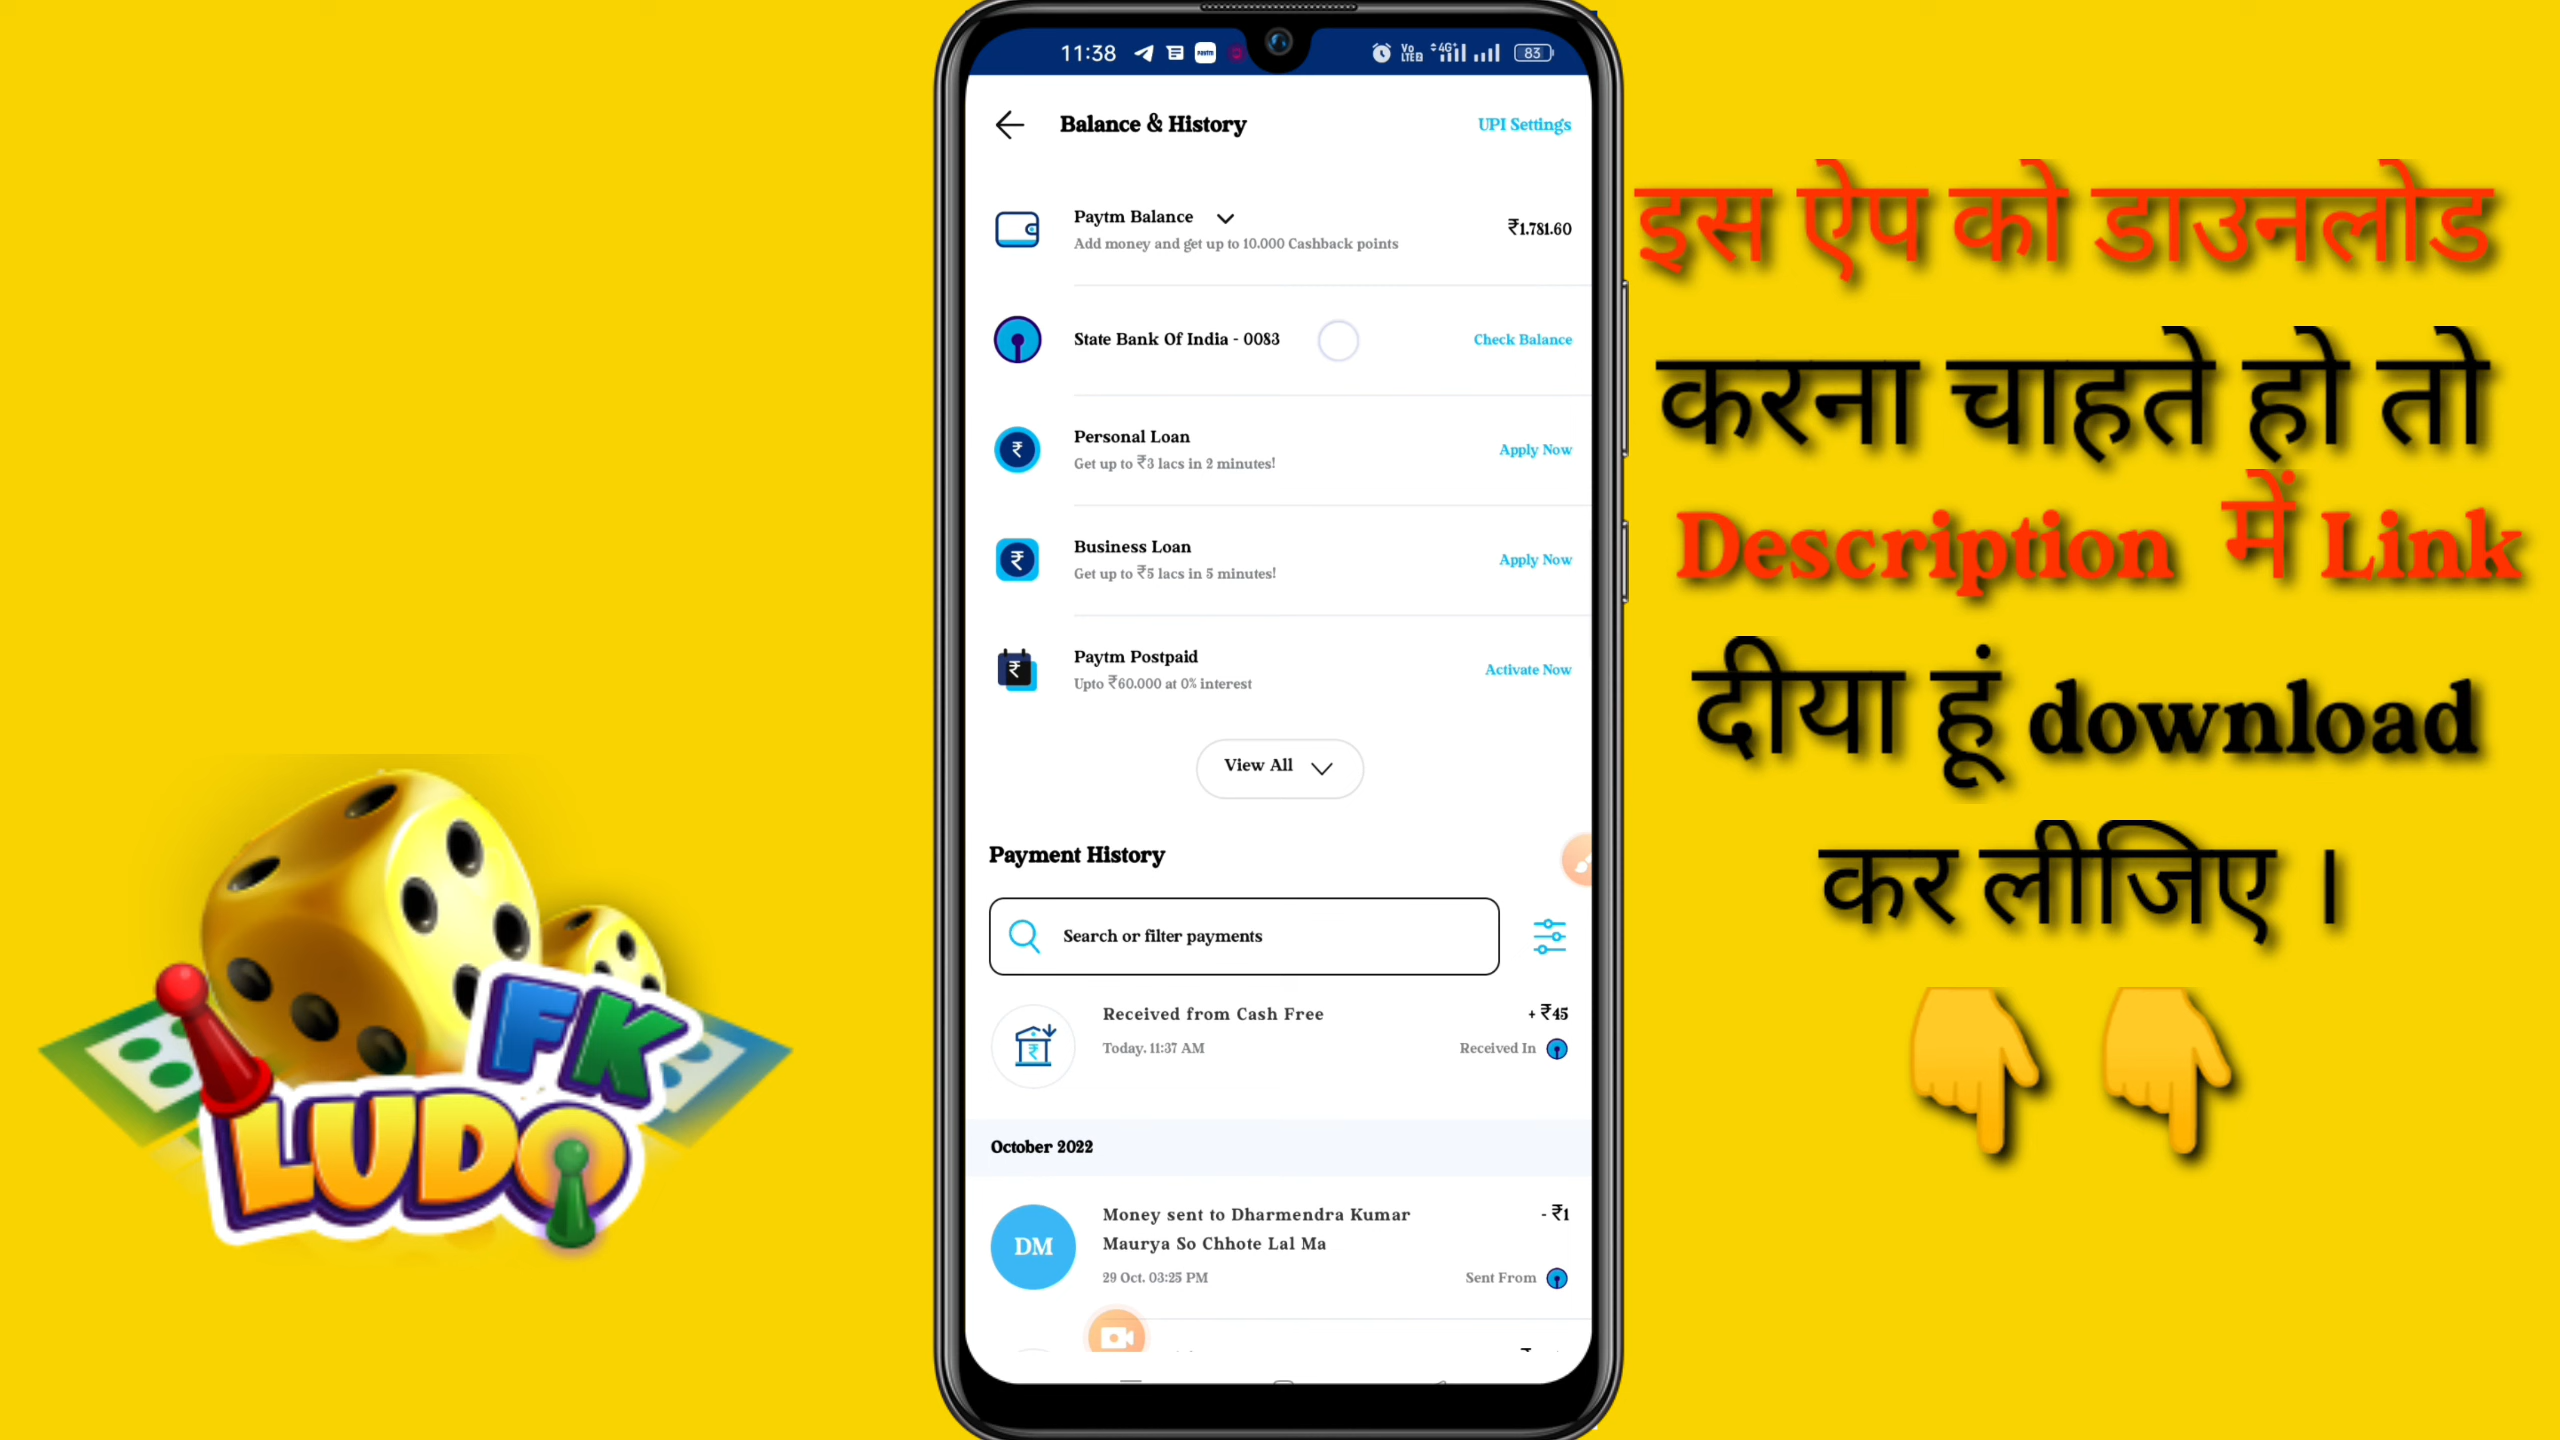 11:38
paytm
Vo LTE2 4G+ 83
Balance & History
UPI Settings
Paytm Balance
Add money and get up to 10.000 Cashback points
₹1.781.60
State Bank Of India - 0083
Check Balance
Personal Loan
Get up to ₹3 lacs in 2 minutes!
Apply Now
Business Loan
Get up to ₹5 lacs in 5 minutes!
Apply Now
Paytm Postpaid
Upto ₹60.000 at 0% interest
Activate Now
View All
Payment History
Search or filter payments
Received from Cash Free
+ ₹45
Today. 11:37 AM
Received In
October 2022
DM
Money sent to Dharmendra Kumar
Maurya So Chhote Lal Ma
- ₹1
29 Oct. 03:25 PM
Sent From
FK
LUDO
इस ऐप को डाउनलोड
करना चाहते हो तो
Description में Link
दीया हूं download
कर लीजिए ।